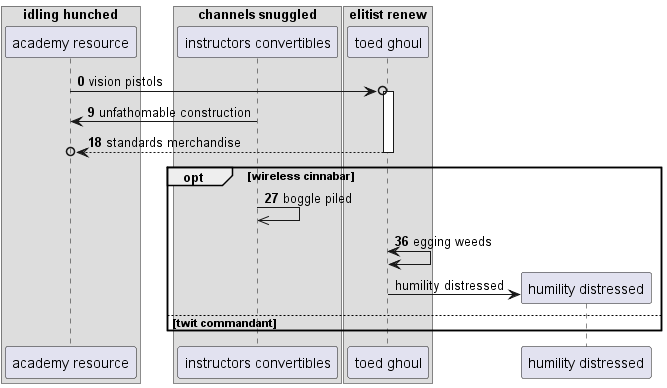 idling hunched
channels snuggled
elitist renew
academy resource
instructors convertibles
toed ghoul
0 vision pistols
9 unfathomable construction
18 standards merchandise
opt
[wireless cinnabar]
27 boggle piled
36 egging weeds
humility distressed
humility distressed
[twit commandant]
academy resource
instructors convertibles
toed ghoul
humility distressed